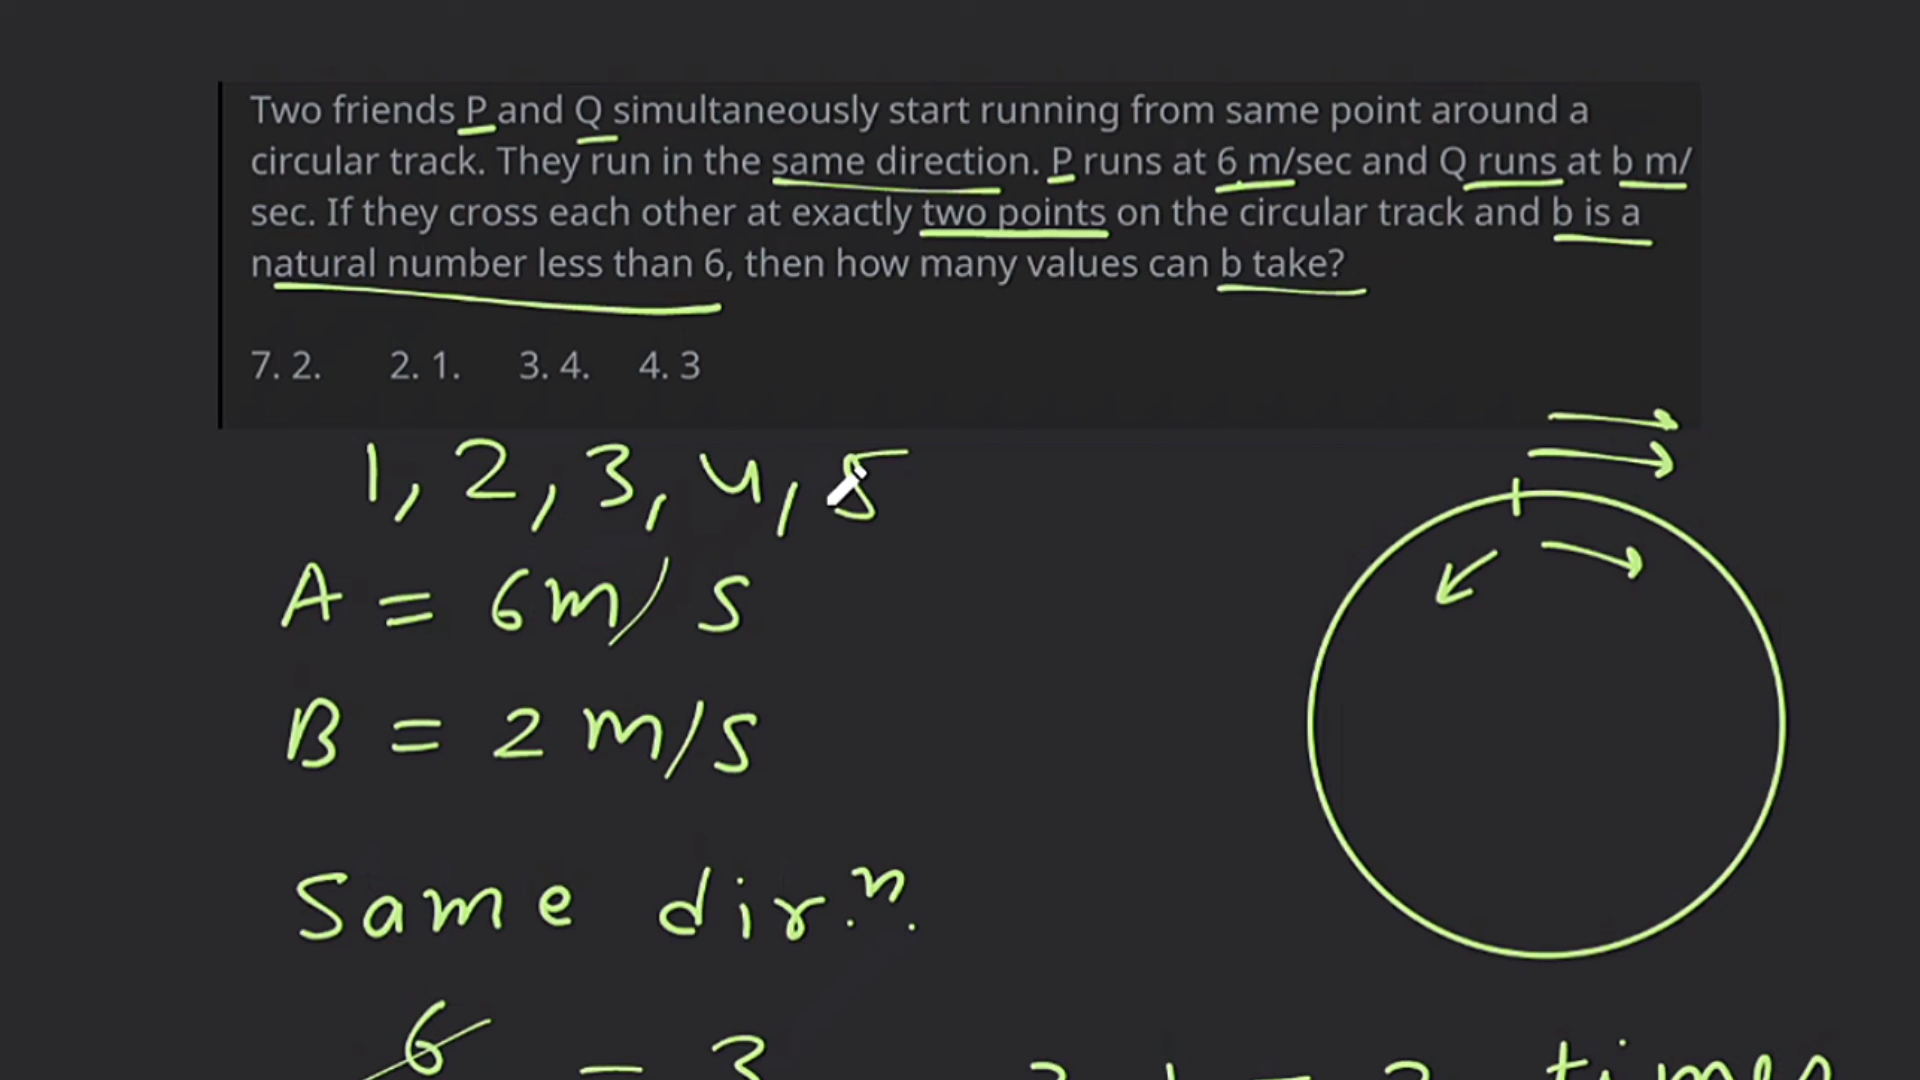 Two friends P and Q simultaneously start running from same point around a
circular track. They run in the same direction. P runs at 6 m/sec and Q runs at b m/
sec. If they cross each other at exactly two points on the circular track and b is a
natural number less than 6, then how many values can b take?
7. 2. 2. 1. 3. 4. 4. 3
1, 2, 3, 4, 5
A = 6m/s
B = 2 m/s
Same dir.n.
6 = 3
times